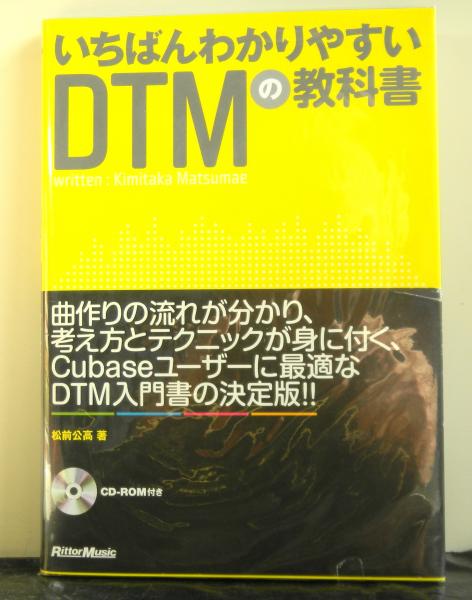 いちばんわかりやすい
DTMの教科書
written : Kimitaka Matsumae
曲作りの流れが分かり、
考え方とテクニックが身に付く、
Cubaseユーザーに最適な
DTM入門書の決定版!!
松前公高 著
CD-ROM付き
RittorMusic